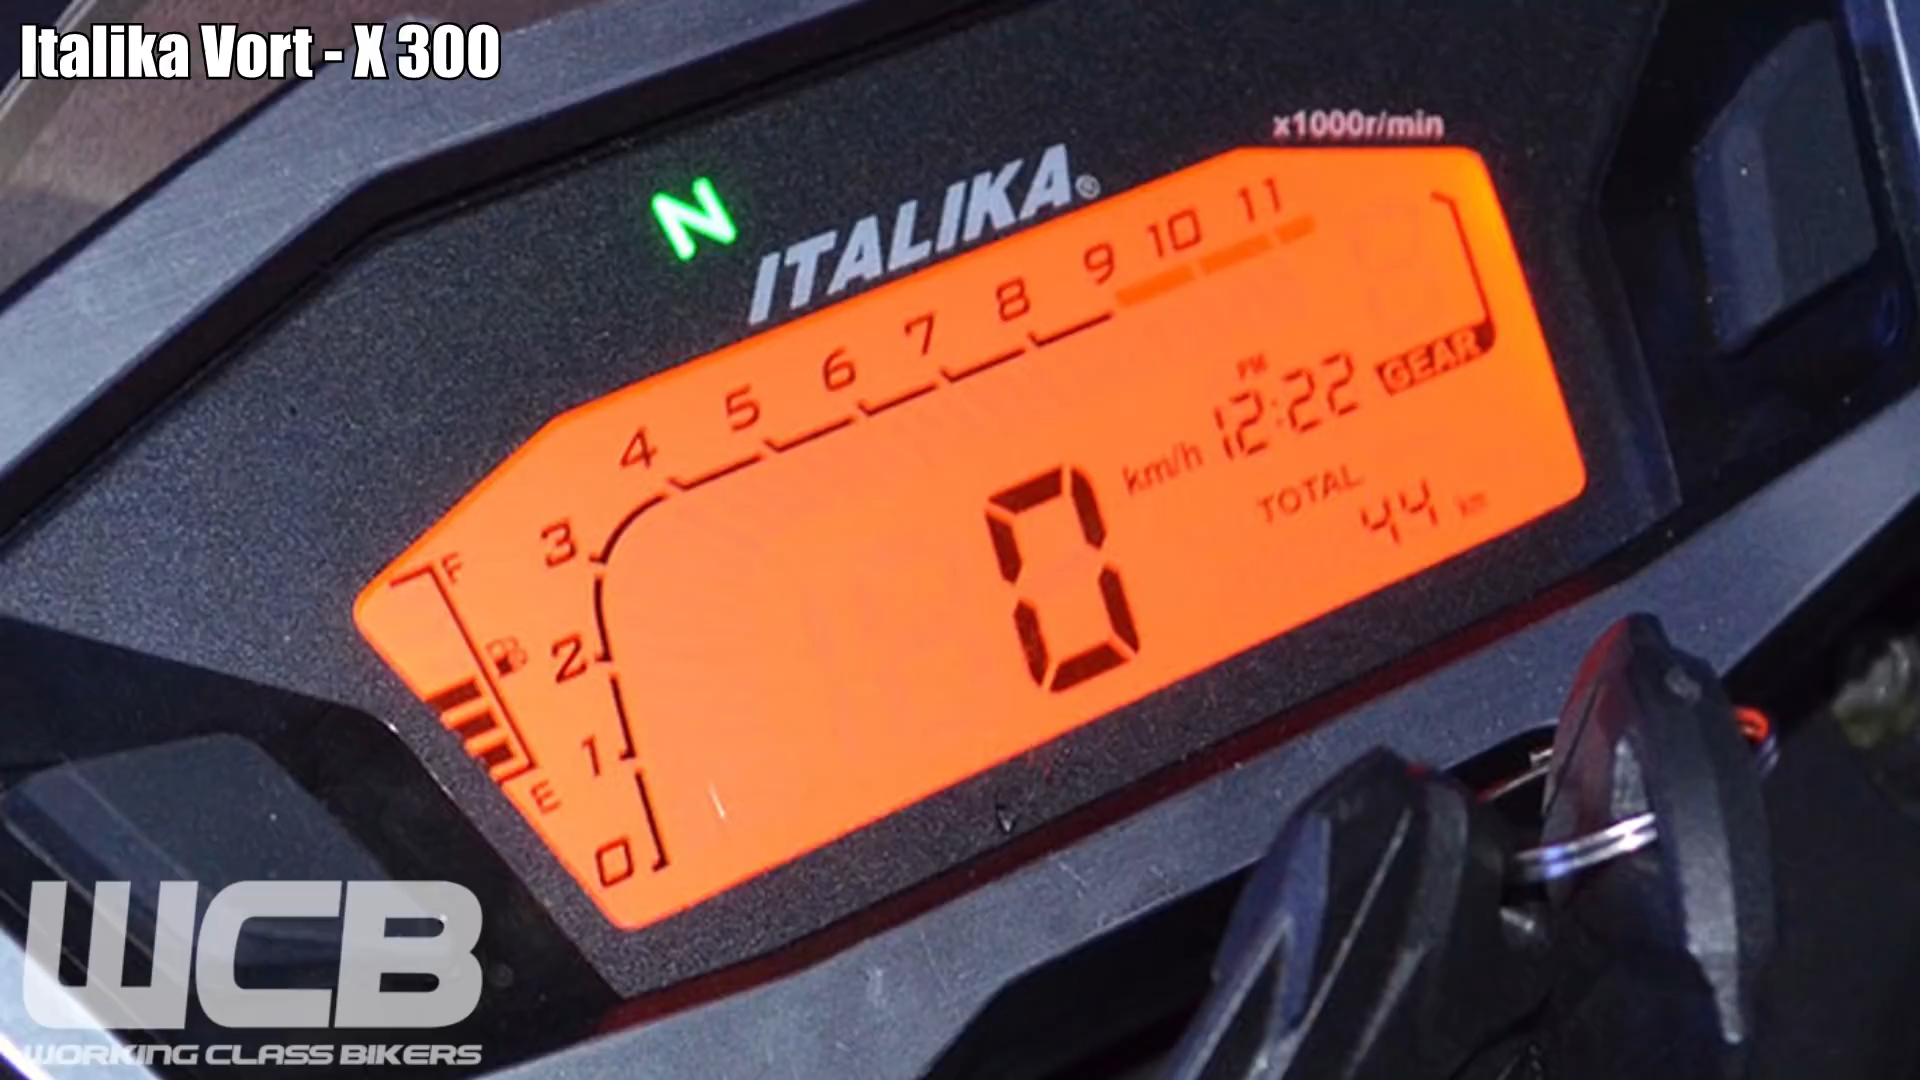 Italika Vort - X 300
x1000r/min
N
ITALIKA®
0 1 2 3 4 5 6 7 8 9 10 11
GEAR
PM
12:22
0 km/h
TOTAL
44 km
F
E
WCB
WORKING CLASS BIKERS